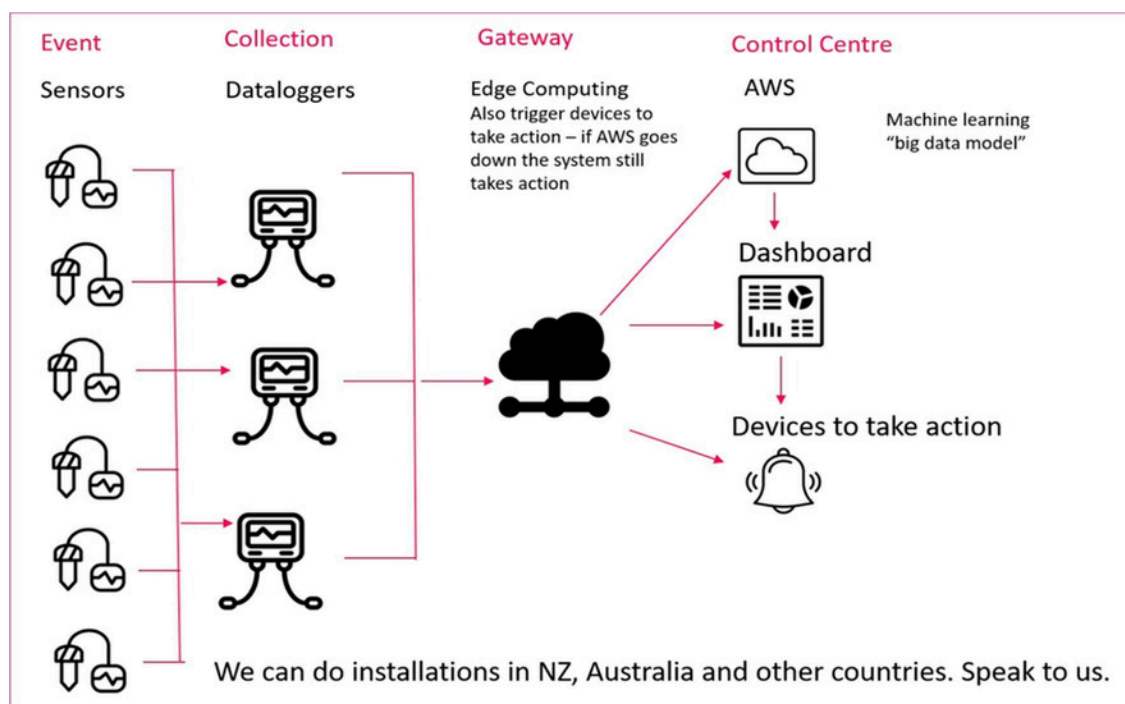 Event
Sensors
Collection
Dataloggers
Gateway
Edge Computing
Also trigger devices to
take action – if AWS goes
down the system still
takes action
Control Centre
AWS
Machine learning
“big data model”
Dashboard
Devices to take action
We can do installations in NZ, Australia and other countries. Speak to us.